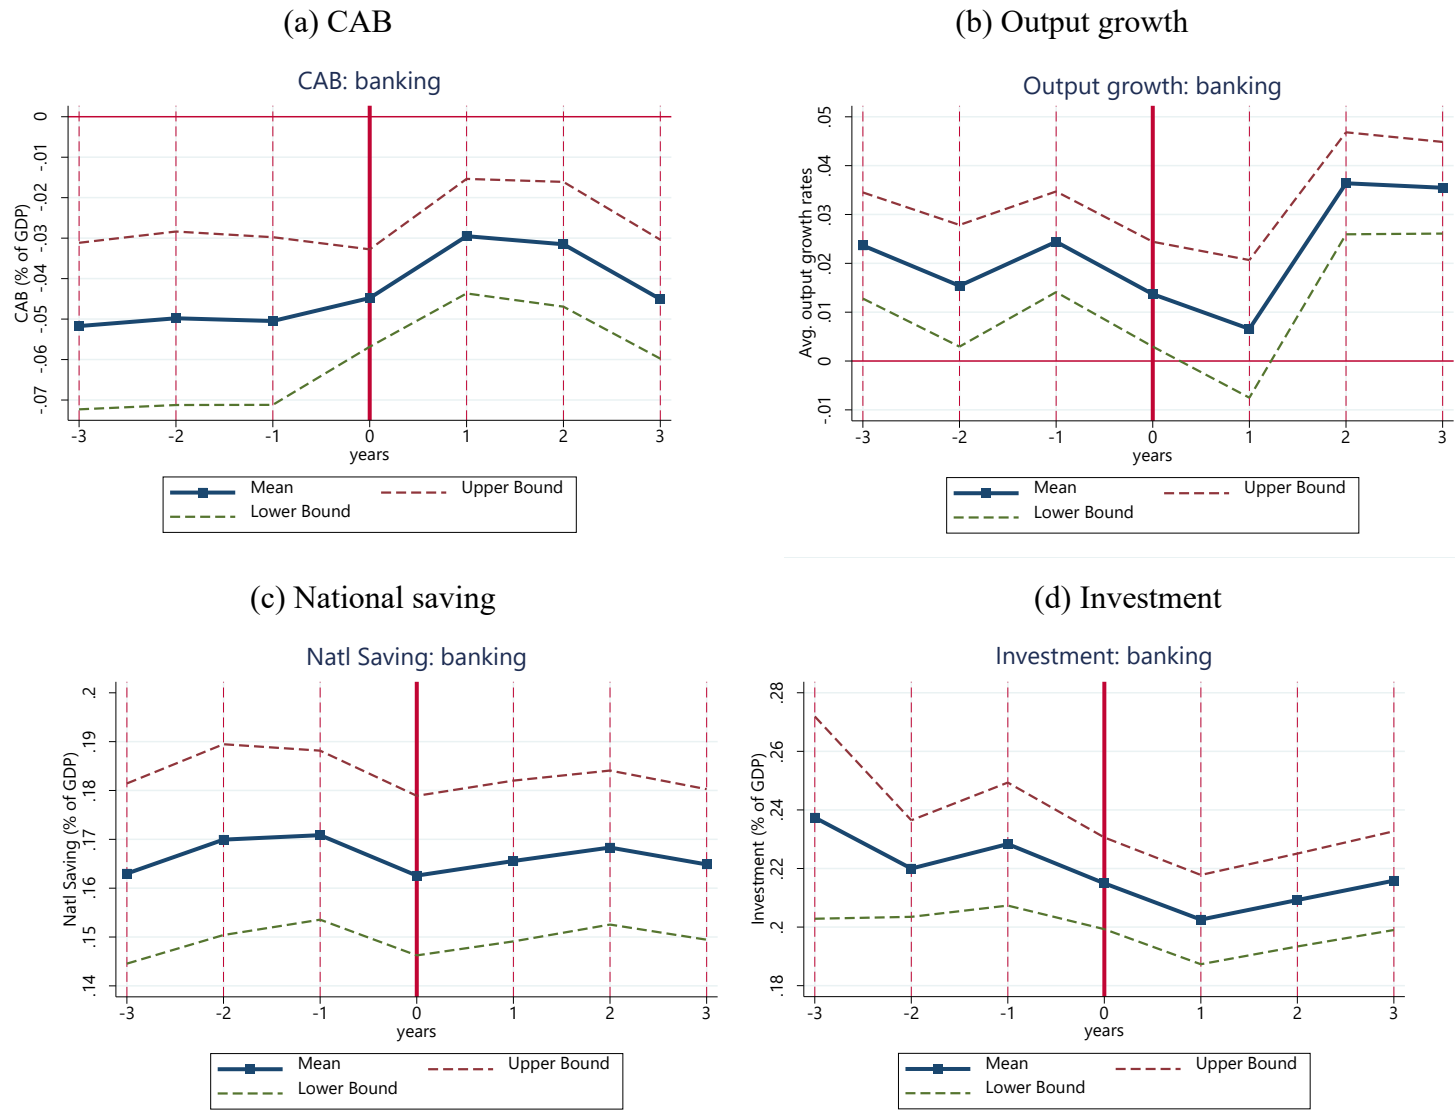 (a) CAB
(b) Output growth
CAB: banking
CAB (% of GDP)
0
-.01
-.02
-.03
-.04
-.05
-.06
-.07
-3 -2 -1 0 1 2 3
years
Mean Upper Bound
Lower Bound
Output growth: banking
Avg. output growth rates
.05
.04
.03
.02
.01
0
-.01
-3 -2 -1 0 1 2 3
years
Mean Upper Bound
Lower Bound
(c) National saving
(d) Investment
Natl Saving: banking
Natl Saving (% of GDP)
.2
.19
.18
.17
.16
.15
.14
-3 -2 -1 0 1 2 3
years
Mean Upper Bound
Lower Bound
Investment: banking
Investment (% of GDP)
.28
.26
.24
.22
.2
.18
-3 -2 -1 0 1 2 3
years
Mean Upper Bound
Lower Bound